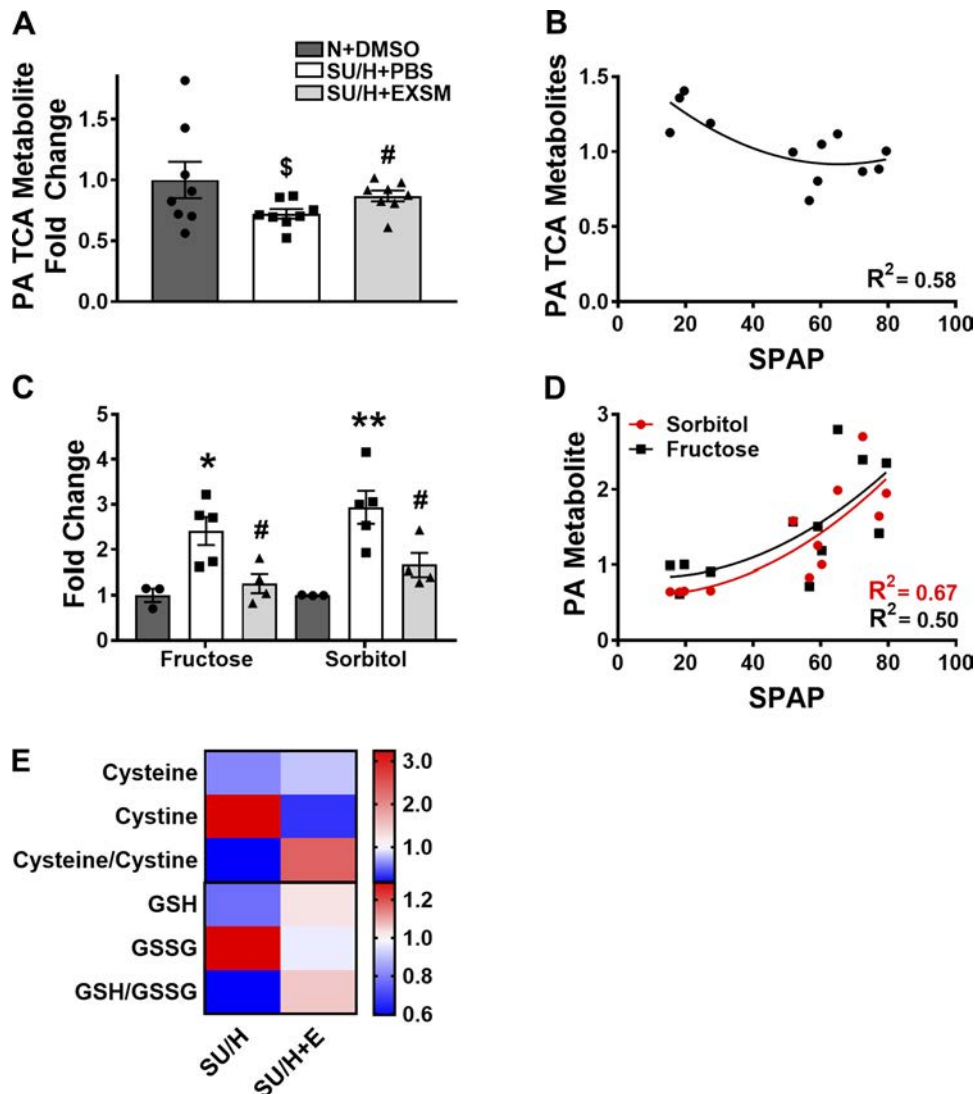 A
N+DMSO
SU/H+PBS
SU/H+EXSM
PA TCA Metabolite
Fold Change
1.5
1.0
0.5
0.0
$
#
B
PA TCA Metabolites
1.5
1.0
0.5
0.0
R² = 0.58
0 20 40 60 80 100
SPAP
C
Fold Change
5
4
3
2
1
0
* # ** #
Fructose Sorbitol
D
Sorbitol
Fructose
PA Metabolite
3
2
1
0
R² = 0.67
R² = 0.50
0 20 40 60 80 100
SPAP
E
Cysteine
Cystine
Cysteine/Cystine
GSH
GSSG
GSH/GSSG
3.0
2.0
1.0
1.2
1.0
0.8
0.6
SU/H
SU/H+E